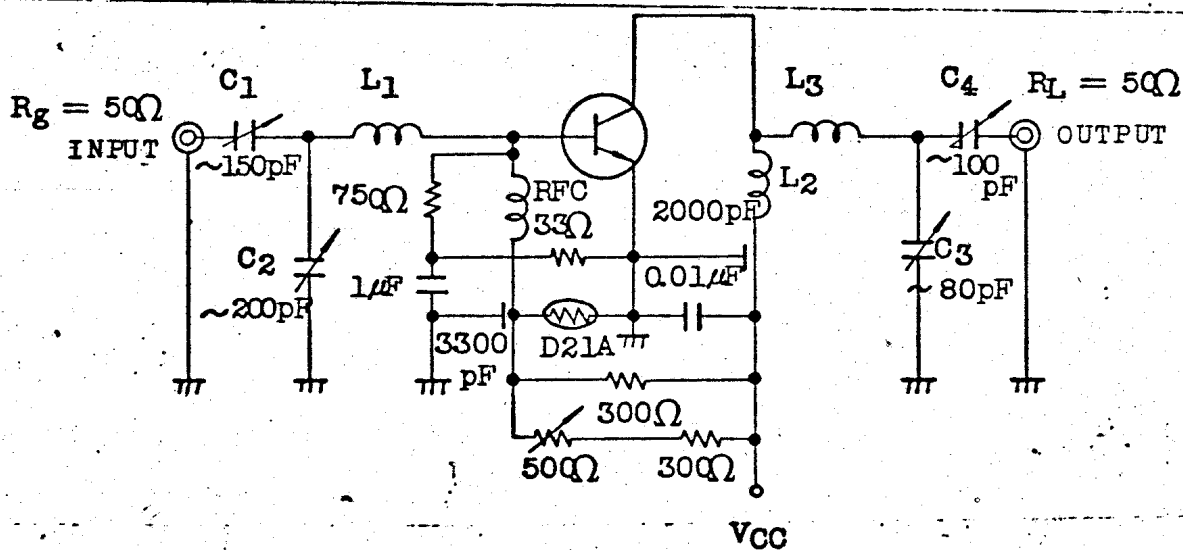 C1
L1
L3
C4
RL = 50Ω
Rg = 50Ω
INPUT
OUTPUT
~150pF
~100
pF
L2
750Ω
RFC
33Ω
2000pF
C2
C3
1μF
0.01μF
~200pF
~80pF
3300
pF
D21A
300Ω
500Ω
300Ω
VCC